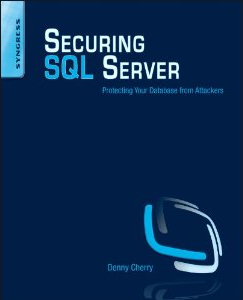 SYNGRESS
SECURING
SQL SERVER
Protecting Your Database from Attackers
Denny Cherry